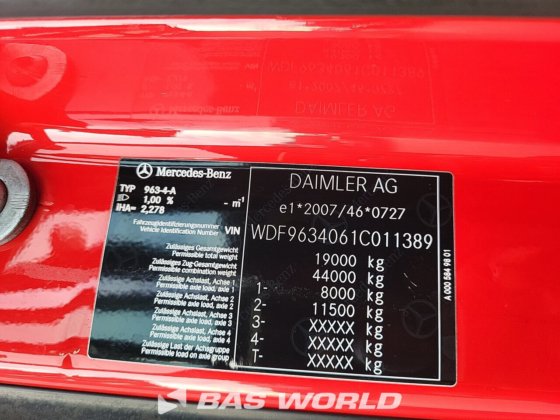 Mercedes-Benz
TYP 963-4-A
1,00 % - m⁻¹
iHA= 2,278
Fahrzeugidentifizierungsnummer
Vehicle Identification Number VIN
Zulässiges Gesamtgewicht
Permissible total weight
Zulässiges Zug-Gesamtgewicht
Permissible combination weight
Zulässige Achslast, Achse 1
Permissible axle load, axle 1
Zulässige Achslast, Achse 2
Permissible axle load, axle 2
Zulässige Achslast, Achse 3
Permissible axle load, axle 3
Zulässige Achslast, Achse 4
Permissible axle load, axle 4
Zulässige Last der Achsgruppe
Permissible load on axle group
DAIMLER AG
e1*2007/46*0727
WDF9634061C011389
19000 kg
44000 kg
1- 8000 kg
2- 11500 kg
3- XXXXX kg
4- XXXXX kg
T- XXXXX kg
A 000 584 98 01
BAS WORLD